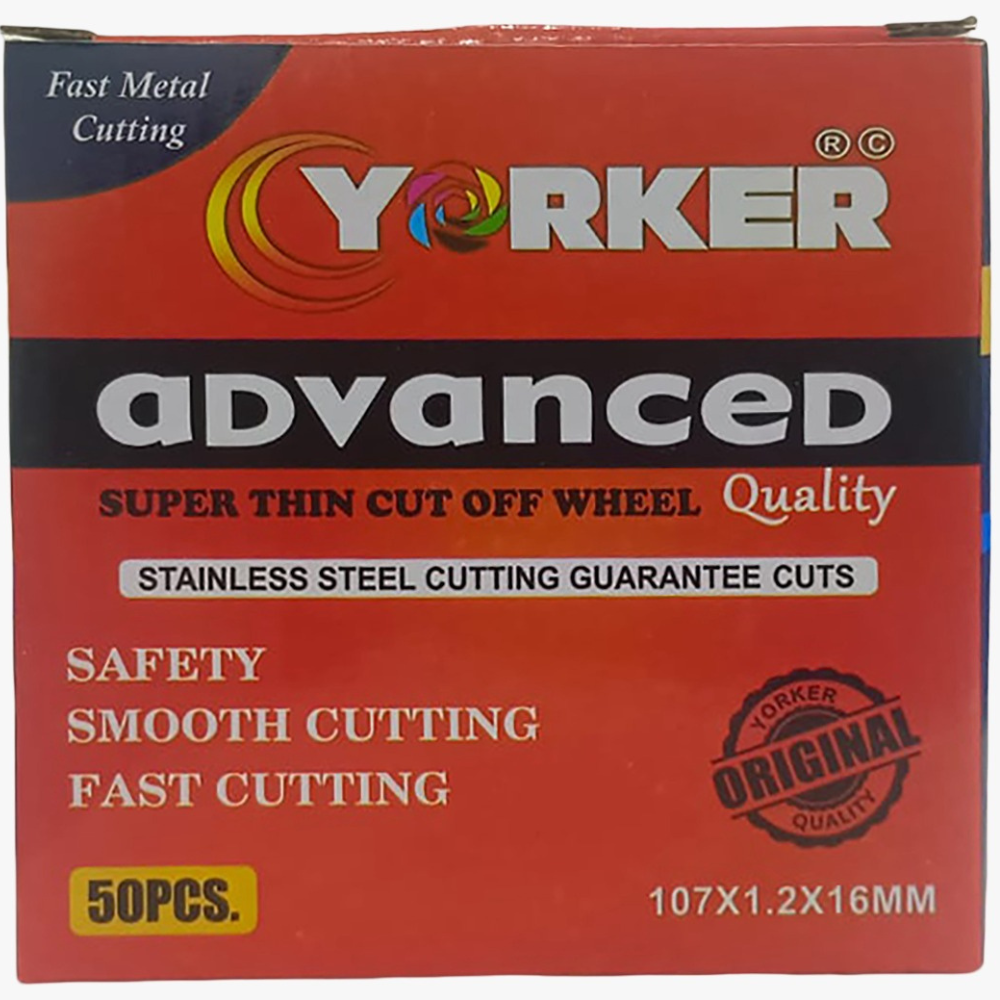 Fast Metal
Cutting
® ©
YORKER
aDvanceD
SUPER THIN CUT OFF WHEEL Quality
STAINLESS STEEL CUTTING GUARANTEE CUTS
SAFETY
SMOOTH CUTTING
FAST CUTTING
YORKER
ORIGINAL
QUALITY
50PCS.
107X1.2X16MM